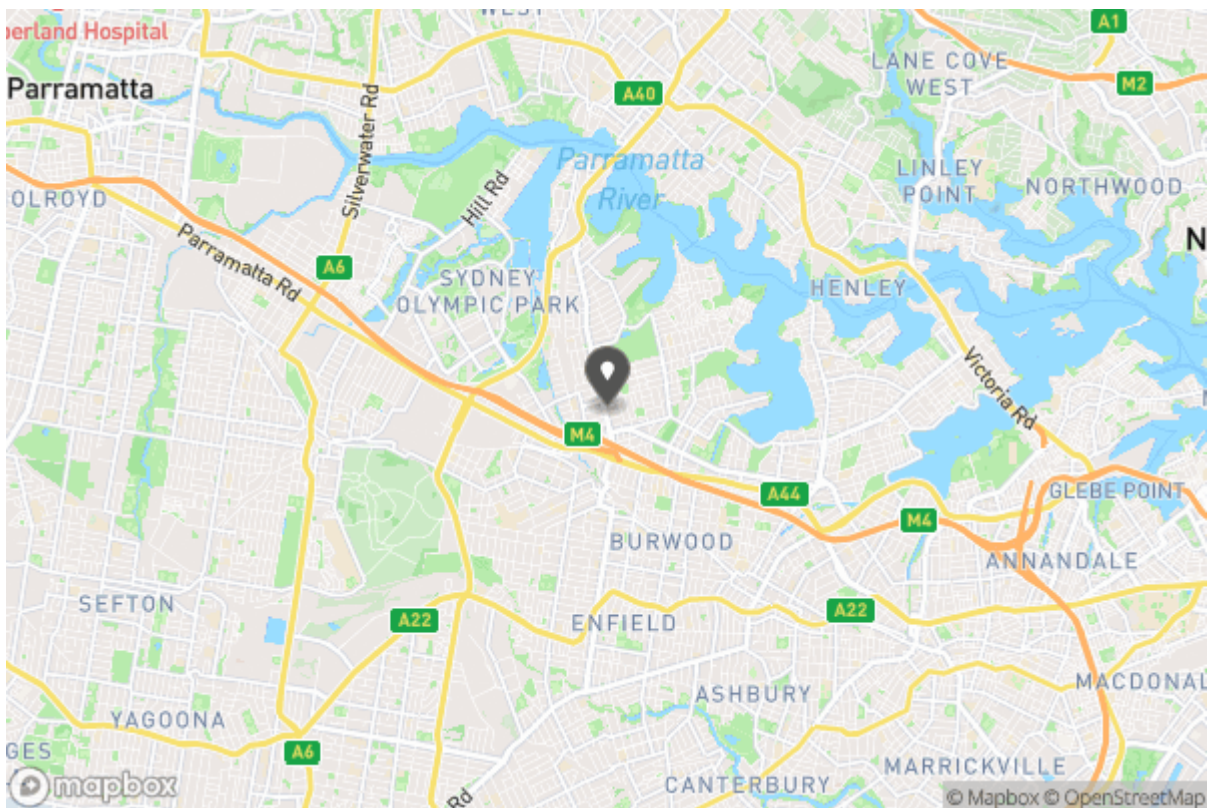 WEST
A1
berland Hospital
LANE COVE
WEST
M2
Parramatta
A40
Silverwater Rd
Parramatta
River
LINLEY
POINT
NORTHWOOD
OLROYD
Hill Rd
N
Parramatta Rd
A6
SYDNEY
OLYMPIC PARK
HENLEY
Victoria Rd
M4
A44
GLEBE POINT
M4
BURWOOD
ANNANDALE
SEFTON
A22
ENFIELD
A22
ASHBURY
MACDONAL
YAGOONA
GES
A6
MARRICKVILLE
mapbox
Rd
CANTERBURY
© Mapbox © OpenStreetMap